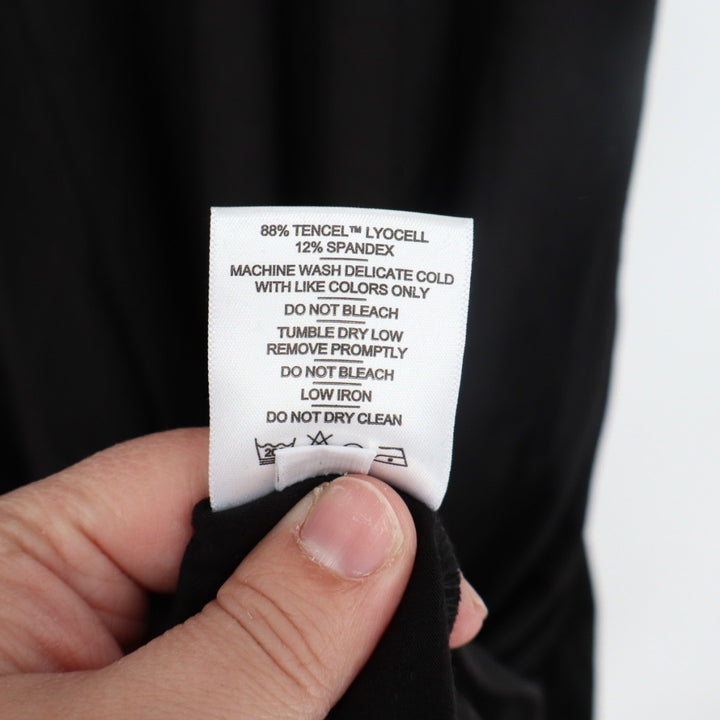 88% TENCEL™ LYOCELL
12% SPANDEX
MACHINE WASH DELICATE COLD
WITH LIKE COLORS ONLY
DO NOT BLEACH
TUMBLE DRY LOW
REMOVE PROMPTLY
DO NOT BLEACH
LOW IRON
DO NOT DRY CLEAN